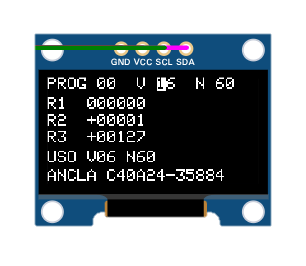 GND VCC SCL SDA
PROG 00 V 16 N 60
R1 000000
R2 +00001
R3 +00127
USO V06 N60
ANCLA C40A24-35884